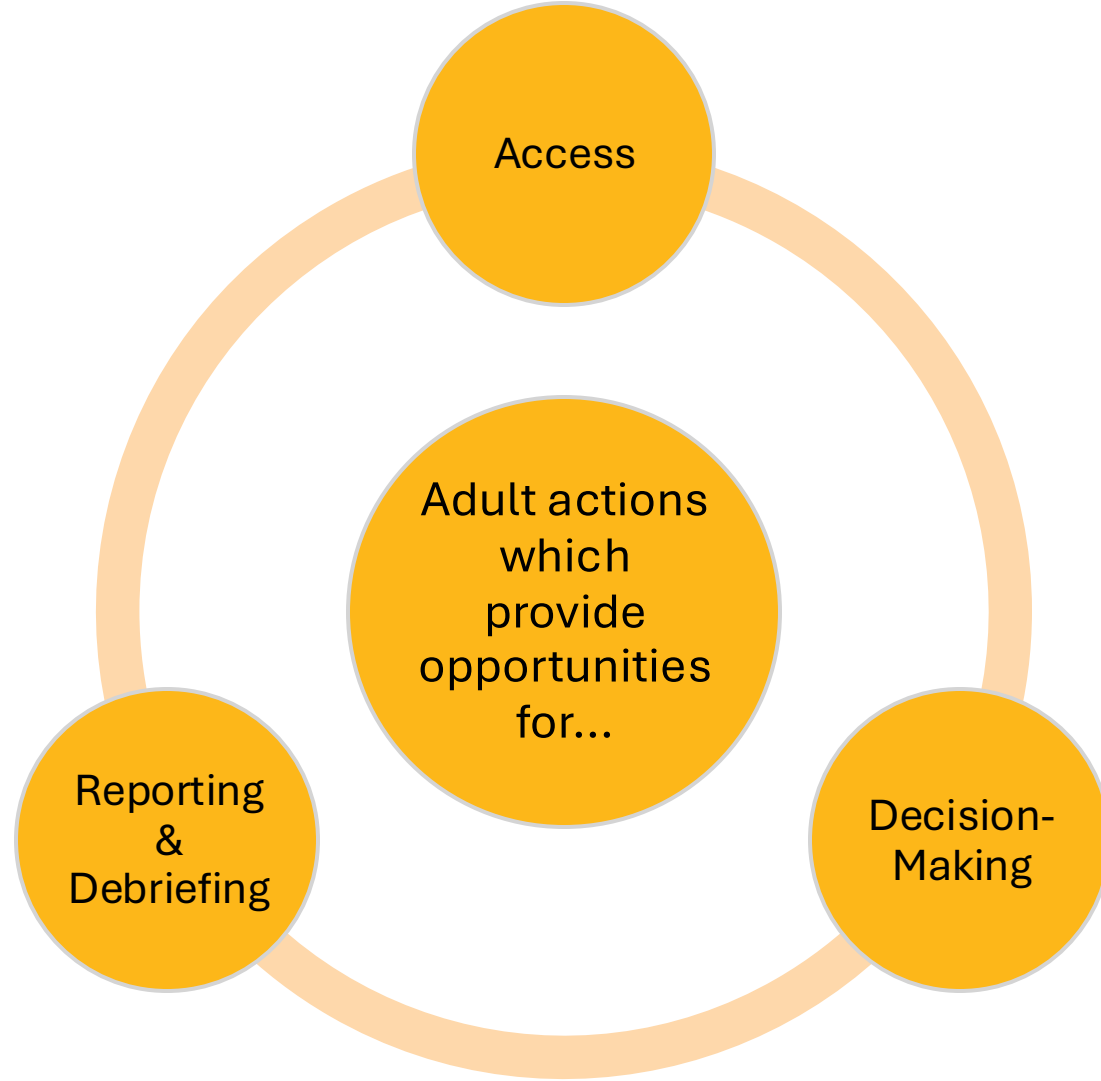 Access
Adult actions
which
provide
opportunities
for...
Reporting
&
Debriefing
Decision-
Making